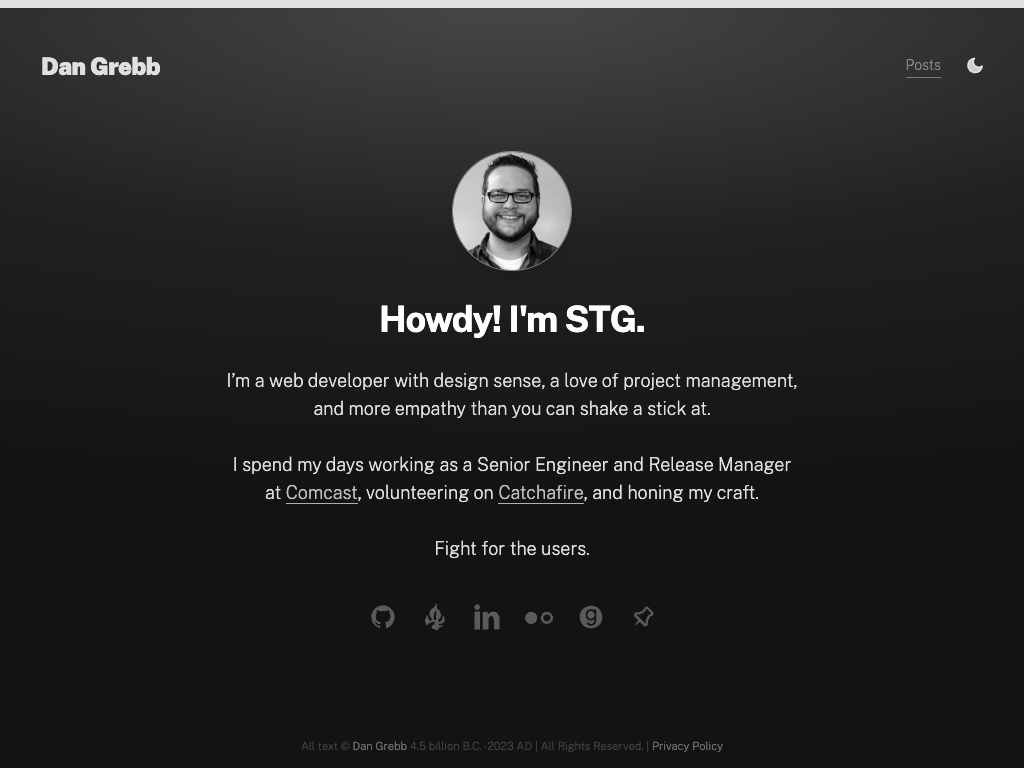 Dan Grebb
Posts
Howdy! I'm STG.
I’m a web developer with design sense, a love of project management,
and more empathy than you can shake a stick at.
I spend my days working as a Senior Engineer and Release Manager
at Comcast, volunteering on Catchafire, and honing my craft.
Fight for the users.
All text © Dan Grebb 4.5 billion B.C.-2023 AD | All Rights Reserved. | Privacy Policy